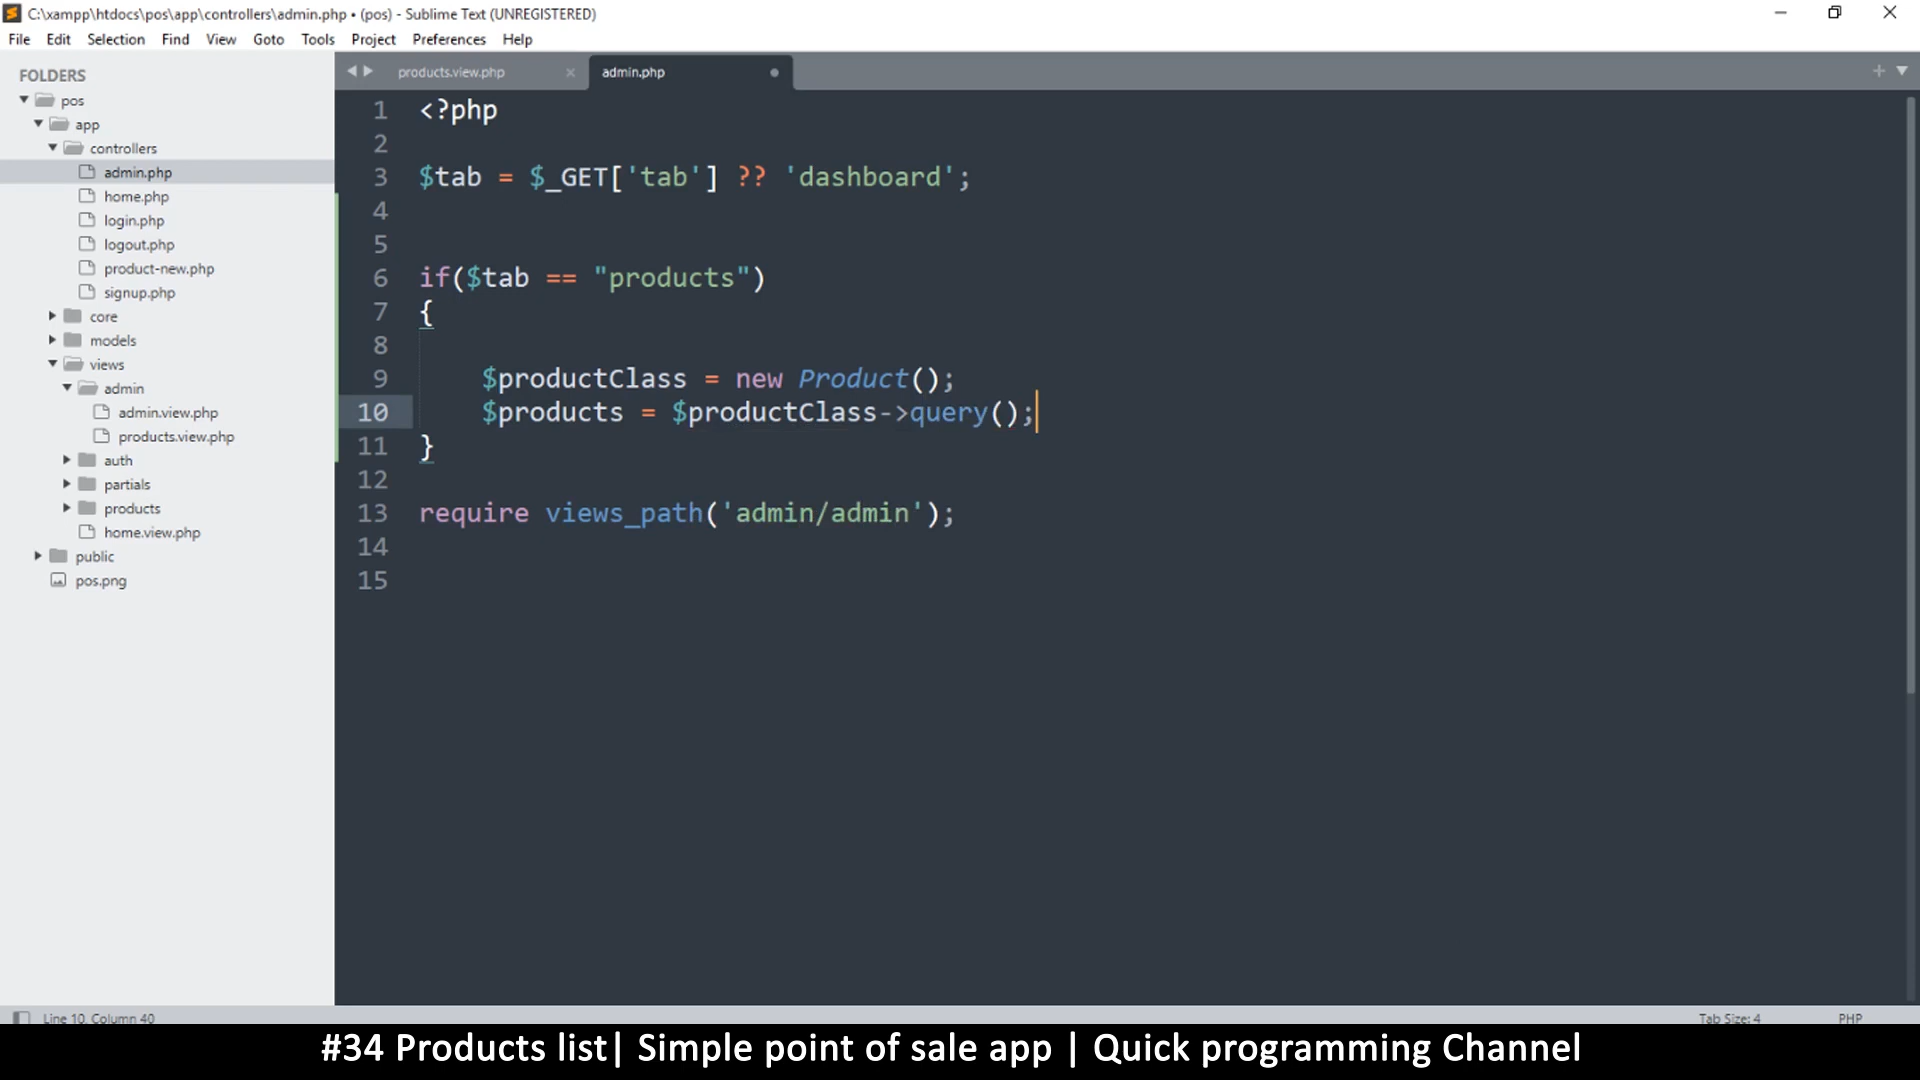 C:\xampp\htdocs\pos\app\controllers\admin.php • (pos) - Sublime Text (UNREGISTERED)
File Edit Selection Find View Goto Tools Project Preferences Help
FOLDERS
pos
app
controllers
admin.php
home.php
login.php
logout.php
product-new.php
signup.php
core
models
views
admin
admin.view.php
products.view.php
auth
partials
products
home.view.php
public
pos.png
products.view.php × admin.php
1 <?php
2
3 $tab = $_GET['tab'] ?? 'dashboard';
4
5
6 if($tab == "products")
7 {
8
9 $productClass = new Product();
10 $products = $productClass->query();
11 }
12
13 require views_path('admin/admin');
14
15
Line 10, Column 40 Tab Size: 4 PHP
#34 Products list| Simple point of sale app | Quick programming Channel